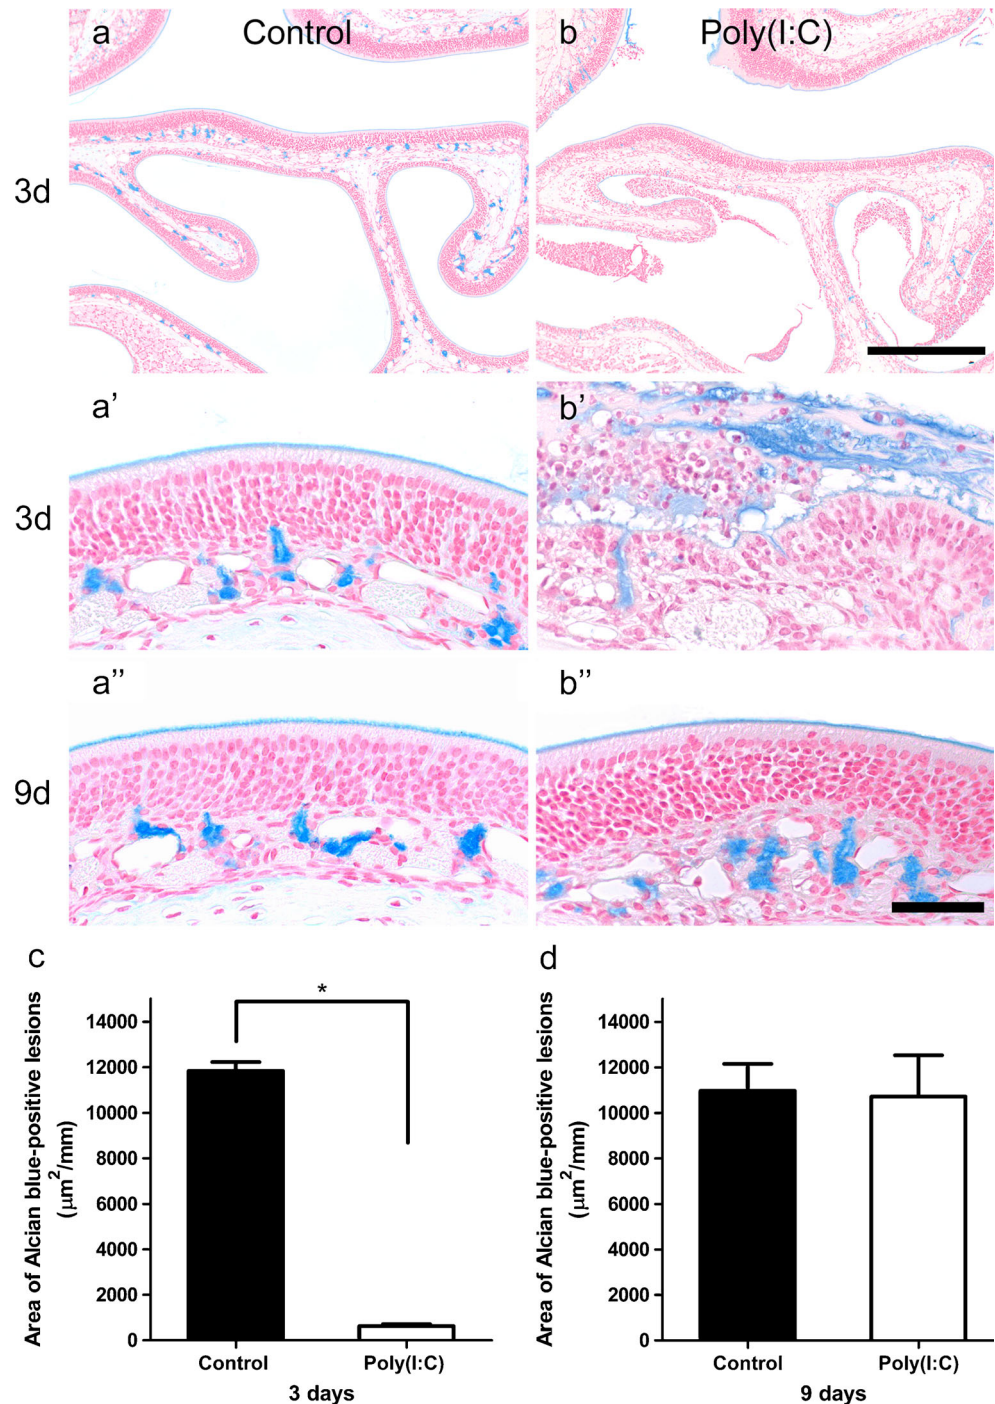 a Control
b Poly(I:C)
3d
a'
b'
3d
a''
b''
9d
c
Area of Alcian blue-positive lesions
(μm²/mm)
14000
12000
10000
8000
6000
4000
2000
0
*
Control
Poly(I:C)
3 days
d
Area of Alcian blue-positive lesions
(μm²/mm)
14000
12000
10000
8000
6000
4000
2000
0
Control
Poly(I:C)
9 days